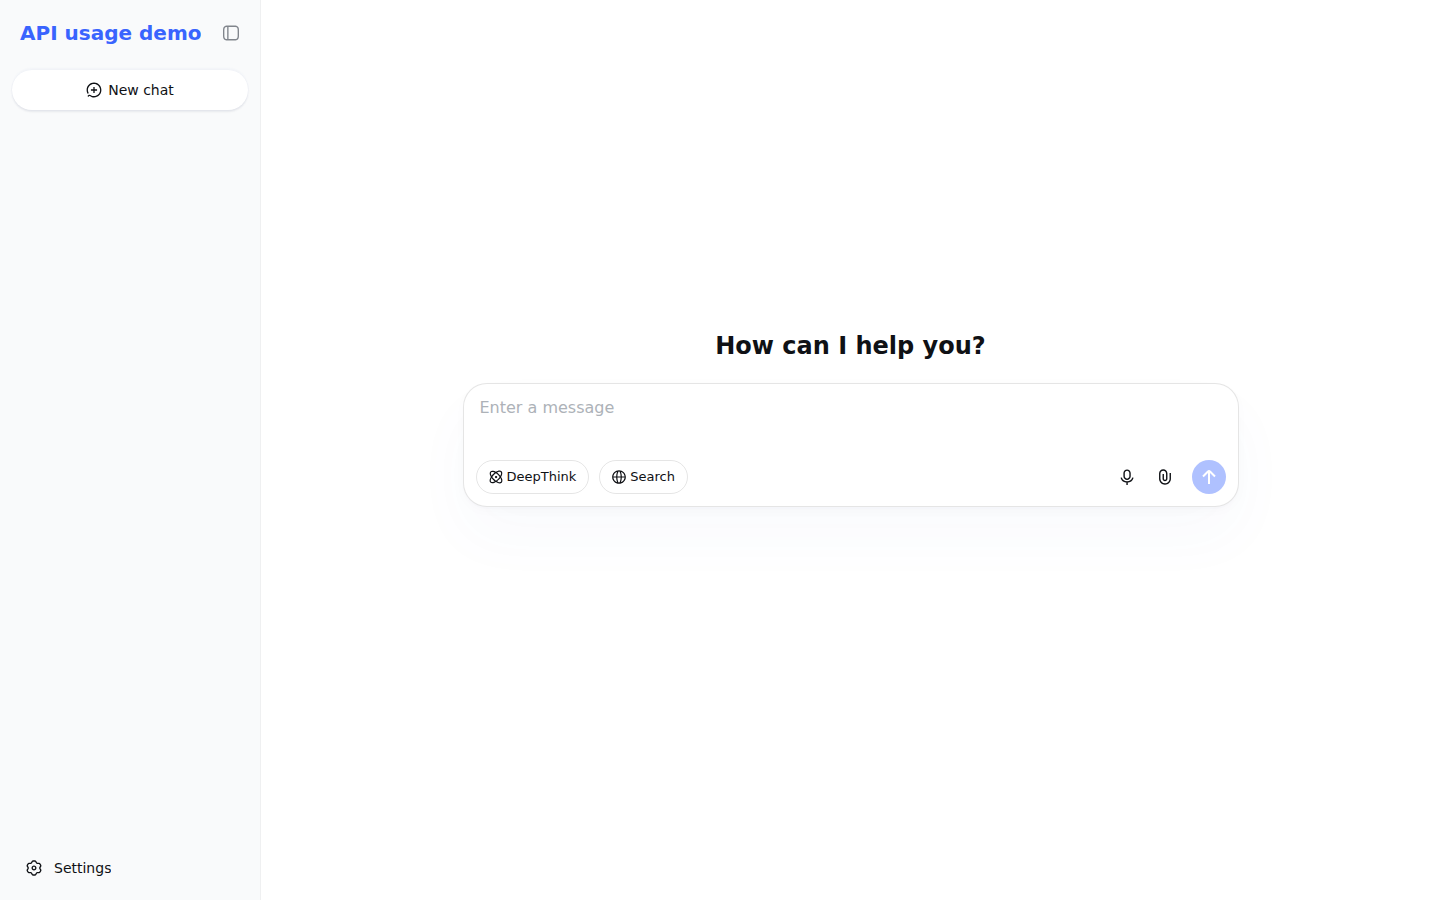 API usage demo
New chat
How can I help you?
Enter a message
DeepThink
Search
Settings